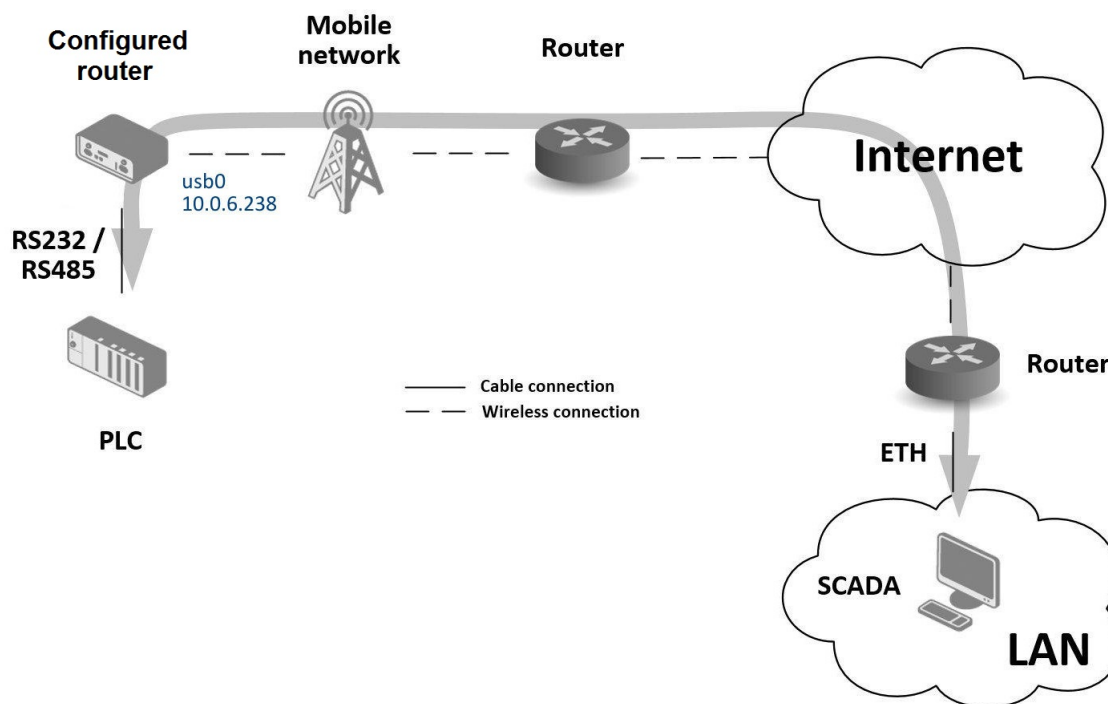 Configured
router
Mobile
network
Router
Internet
usb0
10.0.6.238
RS232 /
RS485
Router
Cable connection
Wireless connection
PLC
ETH
SCADA
LAN